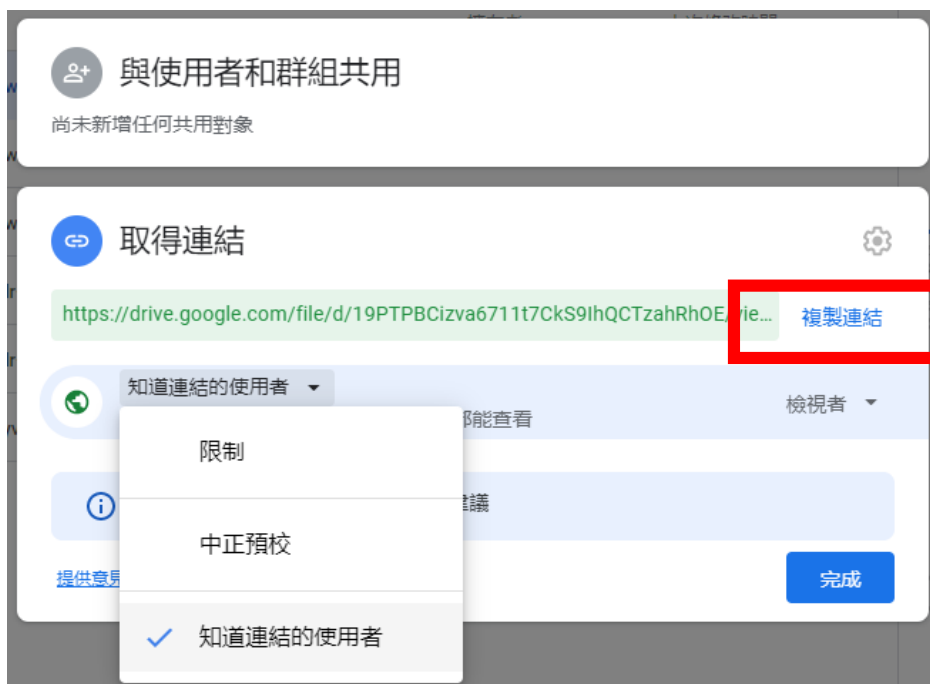 與使用者和群組共用
尚未新增任何共用對象
取得連結
https://drive.google.com/file/d/19PTPBCizva6711t7CkS9IhQCTzahRhOE/vie...
複製連結
知道連結的使用者
都能查看
檢視者
限制
建議
中正預校
提供意見
完成
知道連結的使用者